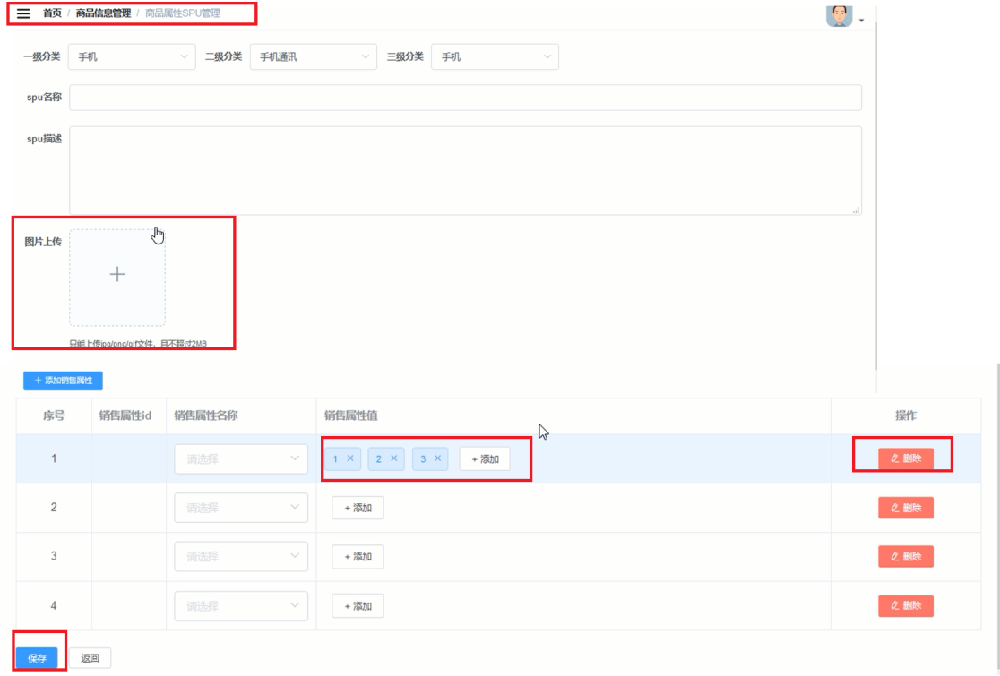 首页 / 商品信息管理 / 商品属性SPU管理
一级分类 手机 二级分类 手机通讯 三级分类 手机
spu名称
spu描述
图片上传
只能上传jpg/png/gif文件，且不超过2MB
+ 添加销售属性
序号 销售属性id 销售属性名称 销售属性值 操作
1 请选择 1 × 2 × 3 × + 添加 删除
2 请选择 + 添加 删除
3 请选择 + 添加 删除
4 请选择 + 添加 删除
保存 返回